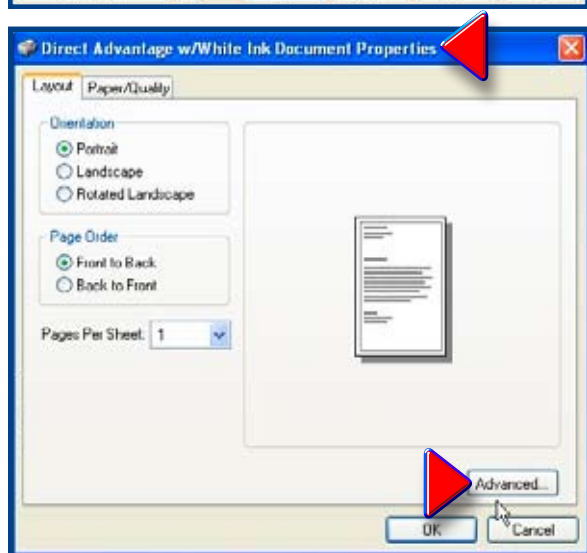 Direct Advantage w/White Ink Document Properties
Layout Paper/Quality
Orientation
Portrait
Landscape
Rotated Landscape
Page Order
Front to Back
Back to Front
Pages Per Sheet: 1
Advanced...
OK Cancel